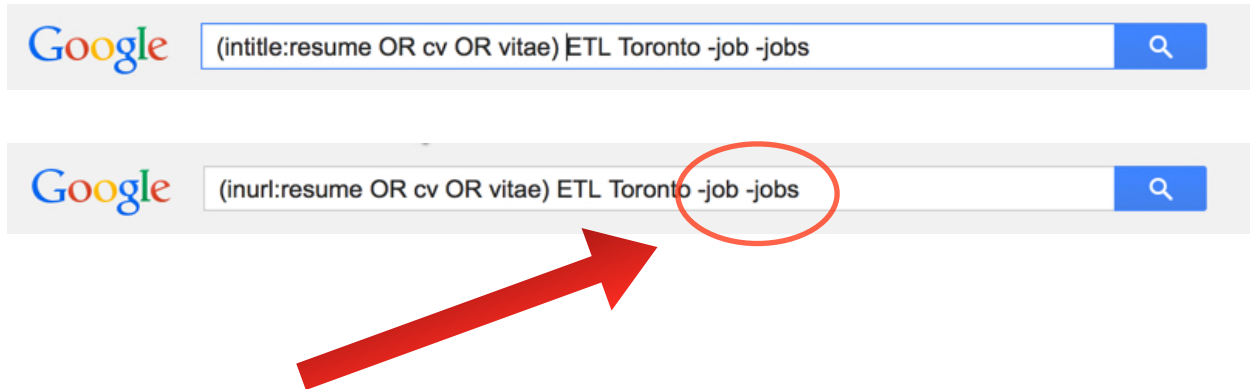 Google (intitle:resume OR cv OR vitae) ETL Toronto -job -jobs
Google (inurl:resume OR cv OR vitae) ETL Toronto -job -jobs